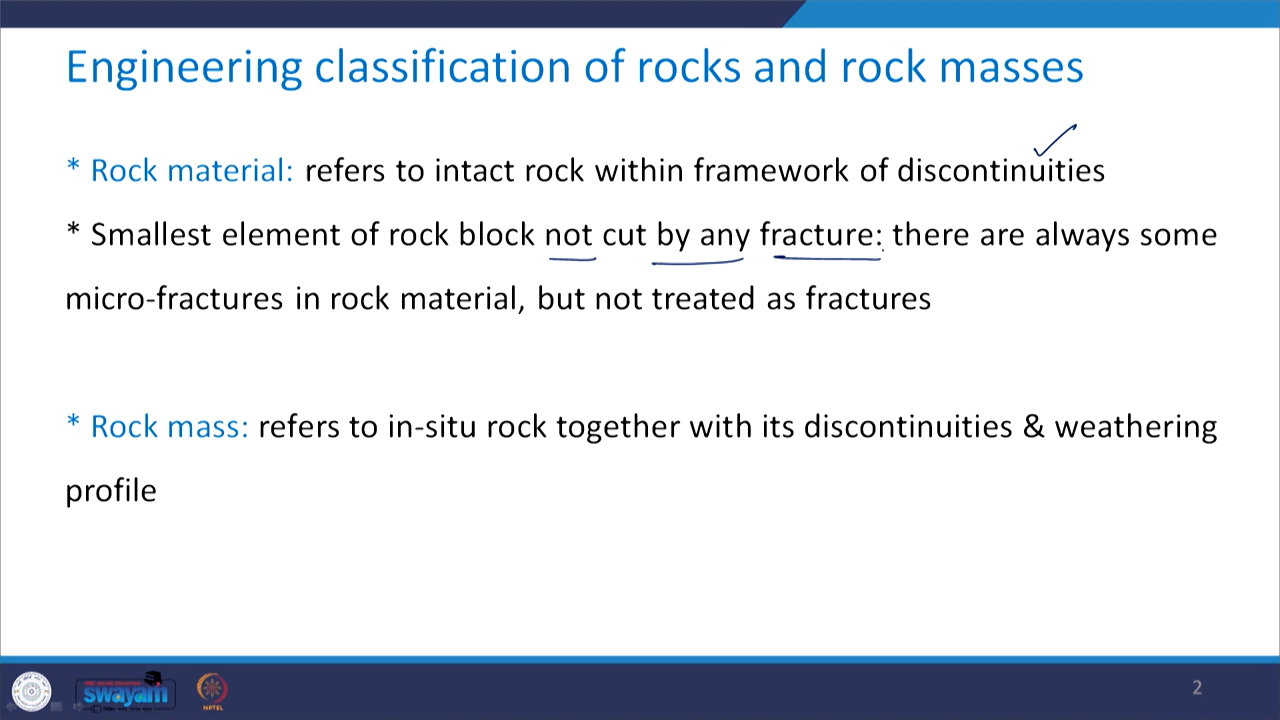 Engineering classification of rocks and rock masses
* Rock material: refers to intact rock within framework of discontinuities
* Smallest element of rock block not cut by any fracture: there are always some
micro-fractures in rock material, but not treated as fractures
* Rock mass: refers to in-situ rock together with its discontinuities & weathering
profile
swayam
NPTEL
2